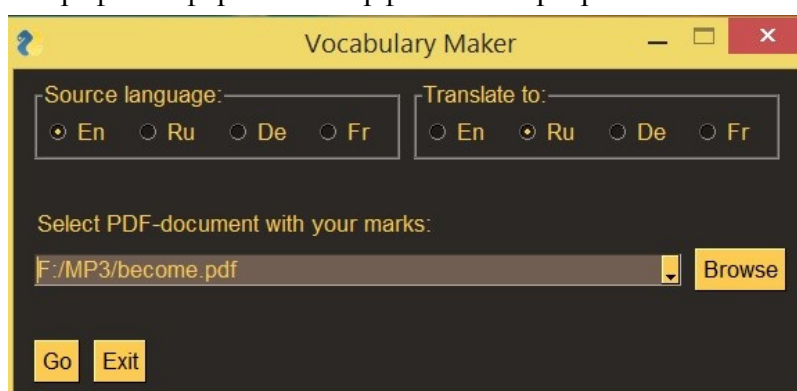 Vocabulary Maker
Source language: Translate to:
En Ru De Fr En Ru De Fr
Select PDF-document with your marks:
F:/MP3/become.pdf Browse
Go Exit